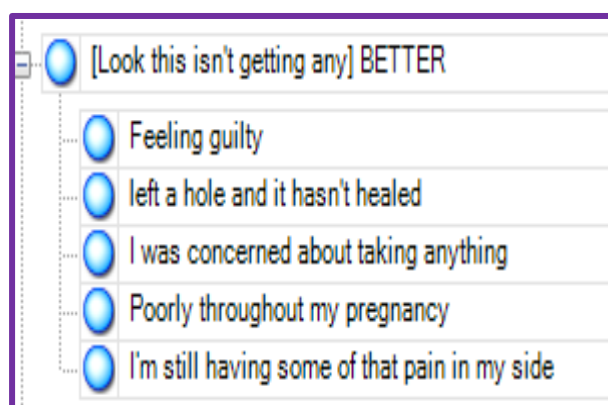 [Look this isn't getting any] BETTER
Feeling guilty
left a hole and it hasn't healed
I was concerned about taking anything
Poorly throughout my pregnancy
I'm still having some of that pain in my side